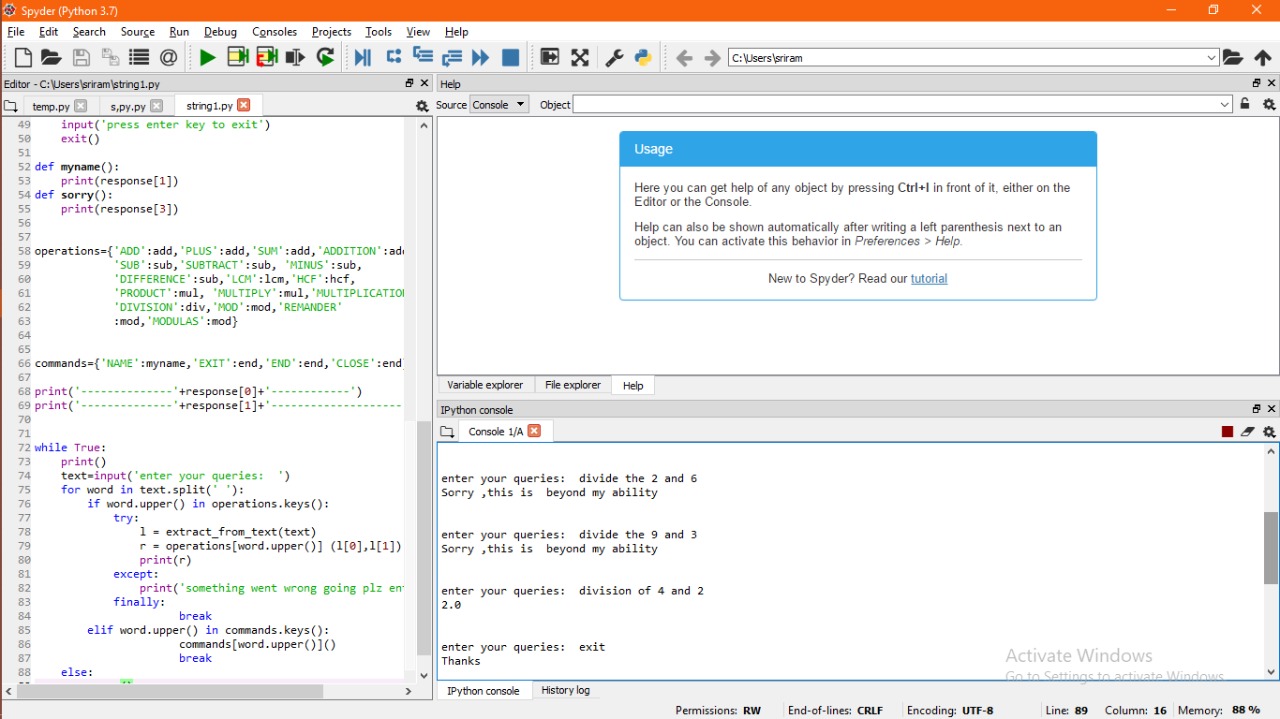 Spyder (Python 3.7)
File Edit Search Source Run Debug Consoles Projects Tools View Help
C:\Users\sriram
Editor - C:\Users\sriram\string1.py
temp.py s,py.py string1.py
49 input('press enter key to exit')
50 exit()
51
52 def myname():
53 print(response[1])
54 def sorry():
55 print(response[3])
56
57
58 operations={'ADD':add,'PLUS':add,'SUM':add,'ADDITION':add
59 'SUB':sub,'SUBTRACT':sub, 'MINUS':sub,
60 'DIFFERENCE':sub,'LCM':lcm,'HCF':hcf,
61 'PRODUCT':mul, 'MULTIPLY':mul,'MULTIPLICATION
62 'DIVISION':div,'MOD':mod,'REMANDER'
63 :mod,'MODULAS':mod}
64
65
66 commands={'NAME':myname,'EXIT':end,'END':end,'CLOSE':end
67
68 print('--------------'+response[0]+'------------')
69 print('--------------'+response[1]+'--------------------
70
71
72 while True:
73 print()
74 text=input('enter your queries:  ')
75 for word in text.split(' '):
76 if word.upper() in operations.keys():
77 try:
78 l = extract_from_text(text)
79 r = operations[word.upper()] (l[0],l[1])
80 print(r)
81 except:
82 print('something went wrong going plz en
83 finally:
84 break
85 elif word.upper() in commands.keys():
86 commands[word.upper()]()
87 break
88 else:
Help
Source Console Object
Usage
Here you can get help of any object by pressing Ctrl+I in front of it, either on the
Editor or the Console.
Help can also be shown automatically after writing a left parenthesis next to an
object. You can activate this behavior in Preferences > Help.
New to Spyder? Read our tutorial
Variable explorer File explorer Help
IPython console
Console 1/A
enter your queries:  divide the 2 and 6
Sorry ,this is  beyond my ability
enter your queries:  divide the 9 and 3
Sorry ,this is  beyond my ability
enter your queries:  division of 4 and 2
2.0
enter your queries:  exit
Thanks
Activate Windows
Go to Settings to activate Windows.
IPython console History log
Permissions: RW End-of-lines: CRLF Encoding: UTF-8 Line: 89 Column: 16 Memory: 88 %